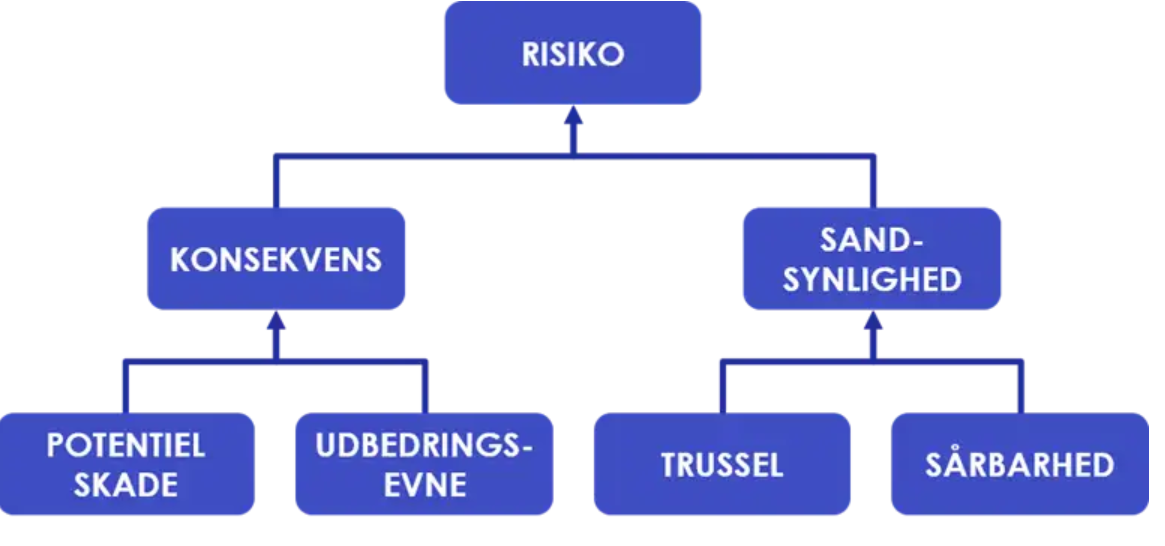 RISIKO
KONSEKVENS
SAND-
SYNLIGHED
POTENTIEL
SKADE
UDBEDRINGS-
EVNE
TRUSSEL
SÅRBARHED